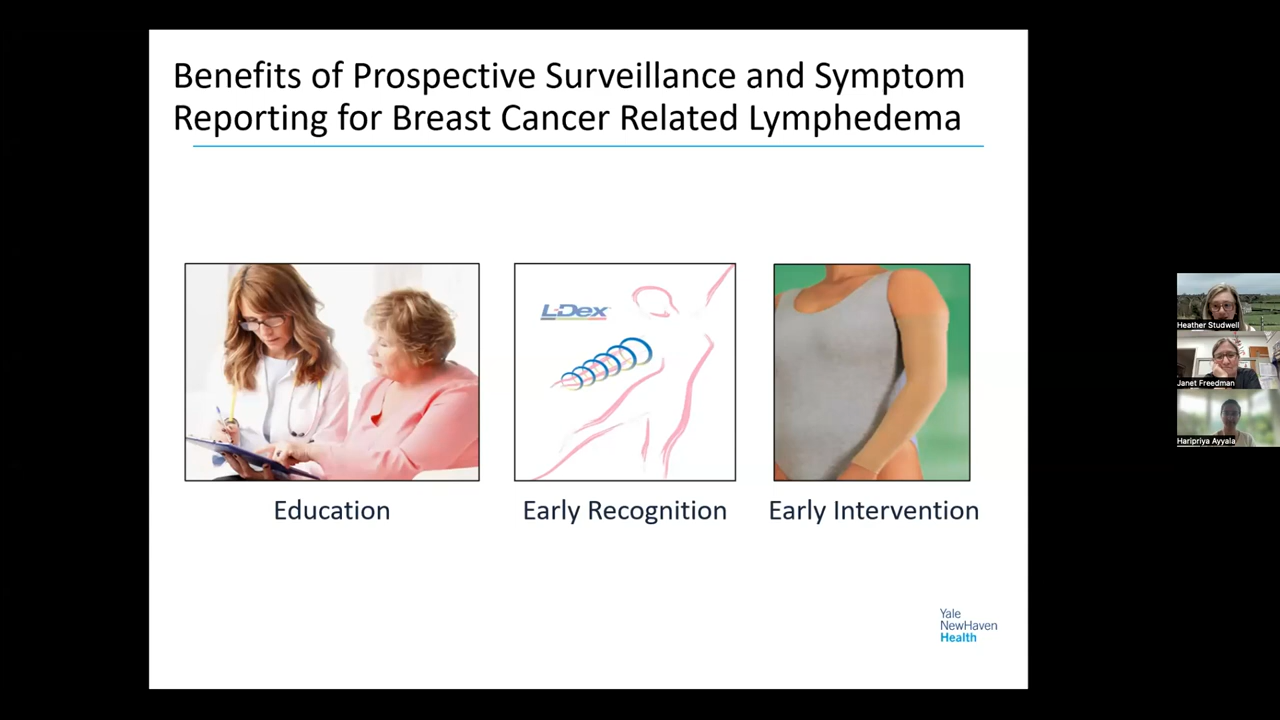 Benefits of Prospective Surveillance and Symptom
Reporting for Breast Cancer Related Lymphedema
L-Dex
Education
Early Recognition
Early Intervention
Yale
NewHaven
Health
Heather Studwell
Janet Freedman
Haripriya Ayyala